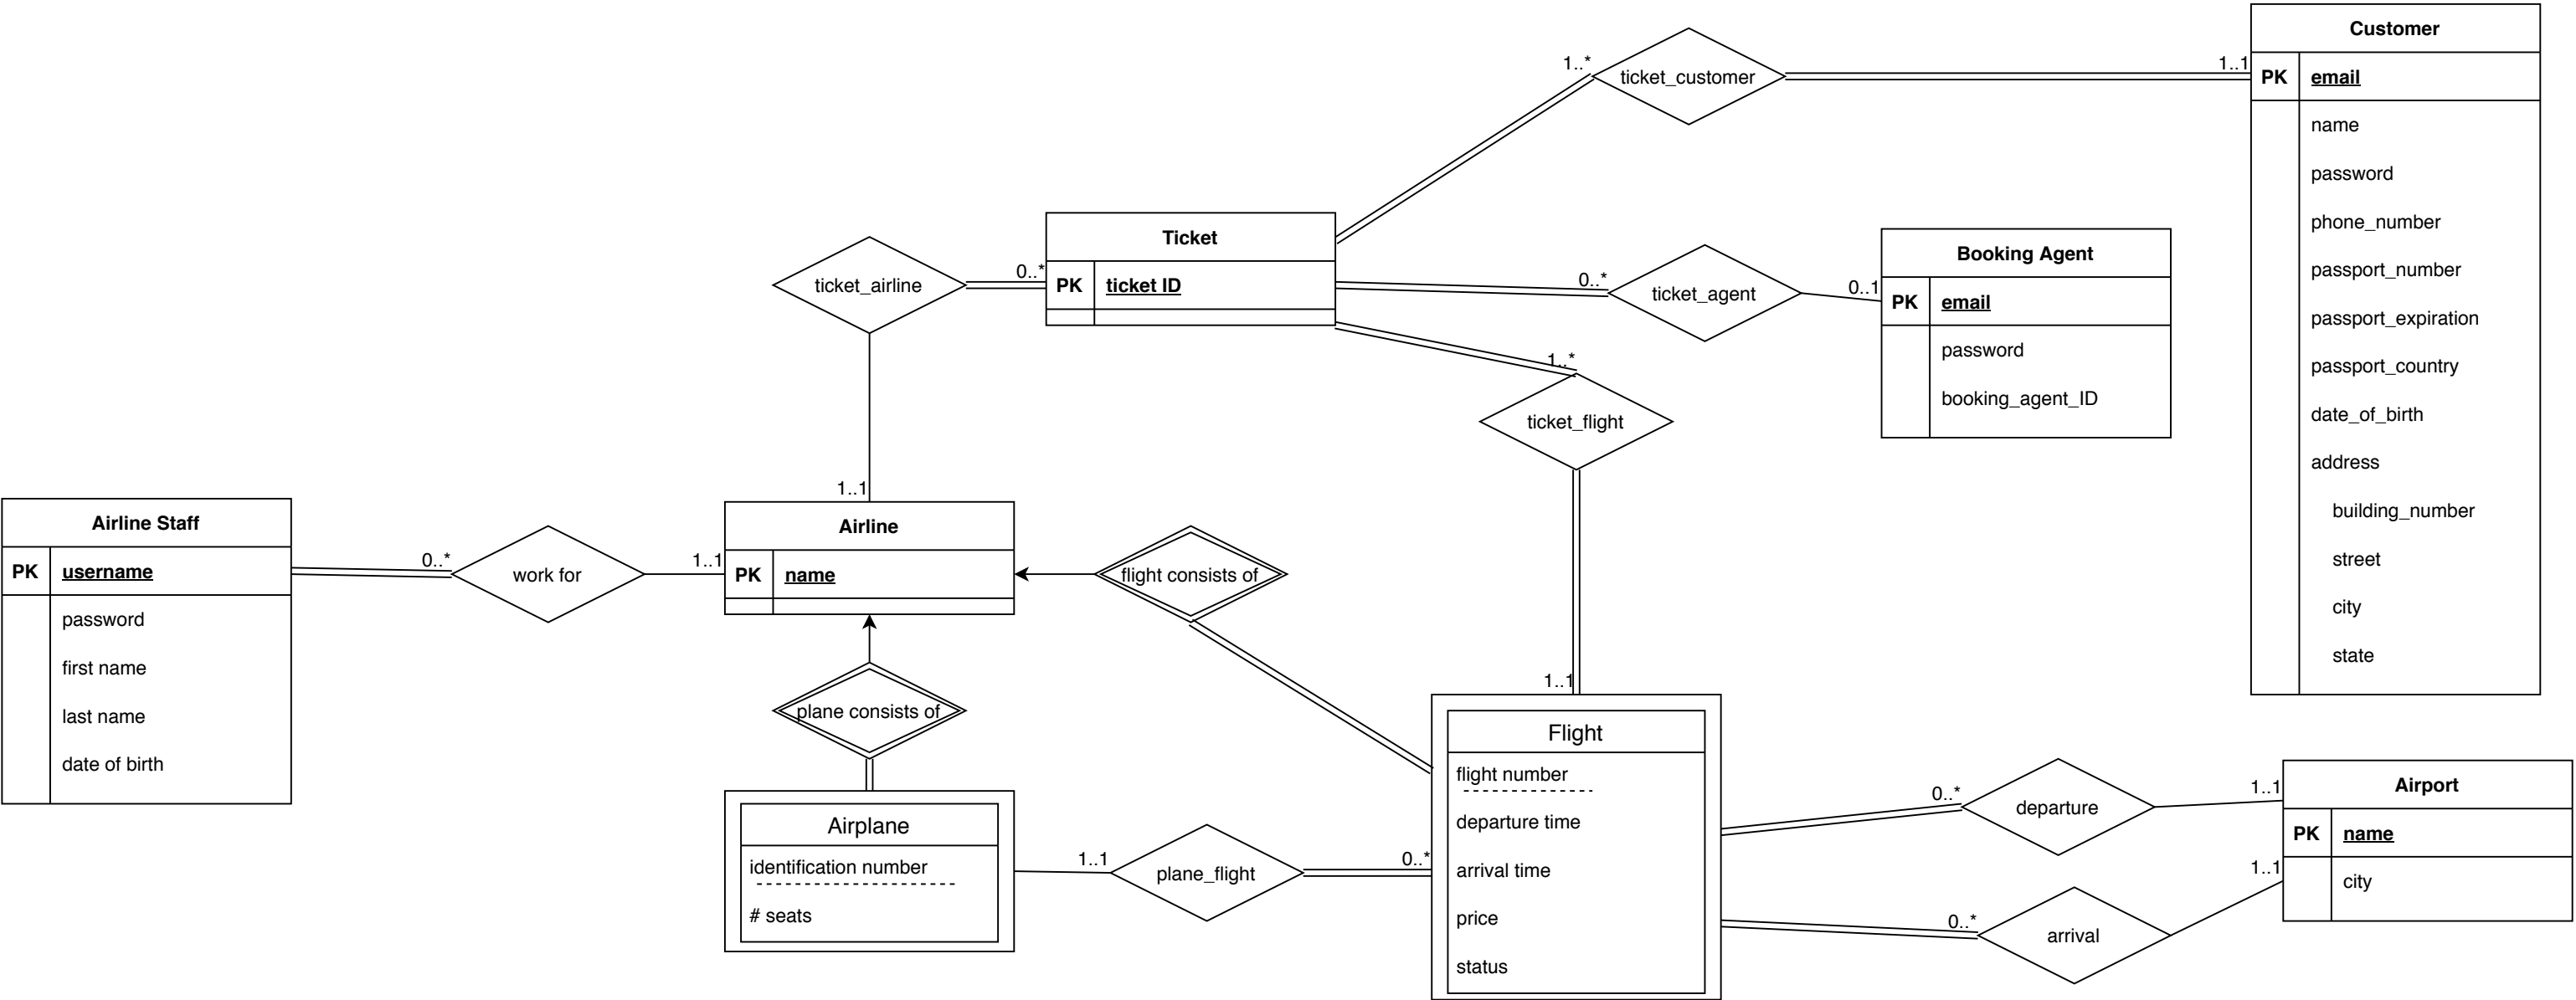 Customer
PK email
name
password
phone_number
passport_number
passport_expiration
passport_country
date_of_birth
address
building_number
street
city
state
1..* ticket_customer 1..1
Ticket
PK ticket ID
0..* ticket_agent 0..1
Booking Agent
PK email
password
booking_agent_ID
ticket_airline 0..*
1..1
1..*
ticket_flight
1..1
Airline Staff
PK username
password
first name
last name
date of birth
0..* work for 1..1
Airline
PK name
flight consists of
plane consists of
Airplane
identification number
# seats
1..1 plane_flight 0..*
Flight
flight number
departure time
arrival time
price
status
0..* departure 1..1
0..* arrival 1..1
Airport
PK name
city